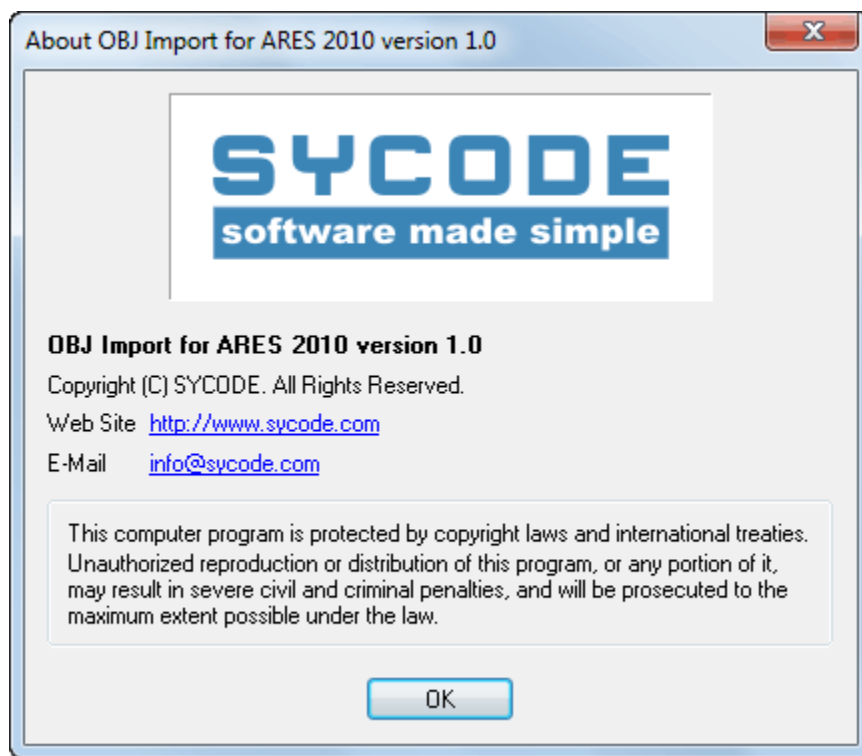 About OBJ Import for ARES 2010 version 1.0
SYCODE
software made simple
OBJ Import for ARES 2010 version 1.0
Copyright (C) SYCODE. All Rights Reserved.
Web Site http://www.sycode.com
E-Mail info@sycode.com
This computer program is protected by copyright laws and international treaties.
Unauthorized reproduction or distribution of this program, or any portion of it,
may result in severe civil and criminal penalties, and will be prosecuted to the
maximum extent possible under the law.
OK